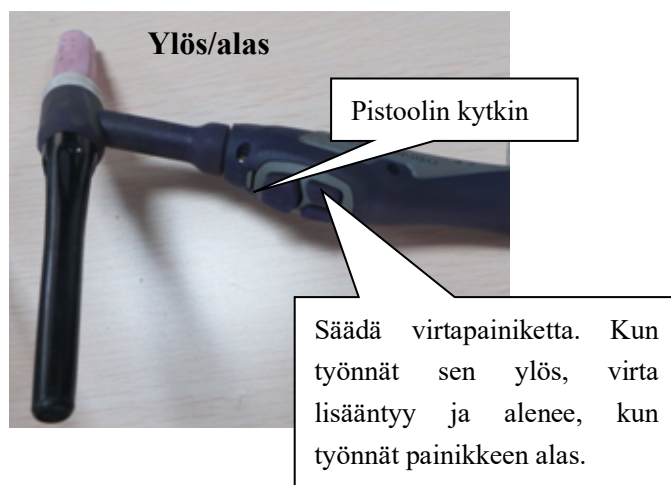 Ylös/alas
Pistoolin kytkin
Säädä virtapainiketta. Kun
työnnät sen ylös, virta
lisääntyy ja alenee, kun
työnnät painikkeen alas.